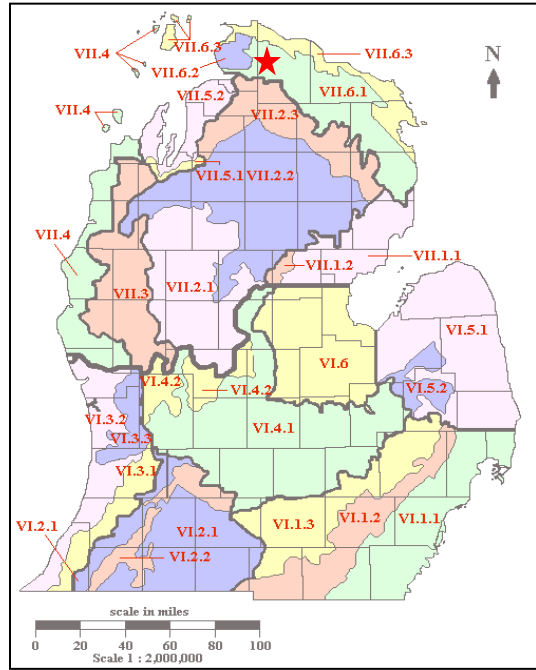 VII.4
VII.6.3
VII.6.3
VII.6.2
N
VII.5.2
VII.6.1
VII.4
VII.2.3
VII.5.1
VII.2.2
VII.4
VII.3
VII.2.1
VII.1.2
VII.1.1
VI.5.1
VI.6
VI.4.2
VI.4.2
VI.5.2
VI.3.2
VI.4.1
VI.3.3
VI.3.1
VI.2.1
VI.2.1
VI.1.3
VI.1.2
VI.1.1
VI.2.2
scale in miles
0 20 40 60 80 100
Scale 1 : 2,000,000